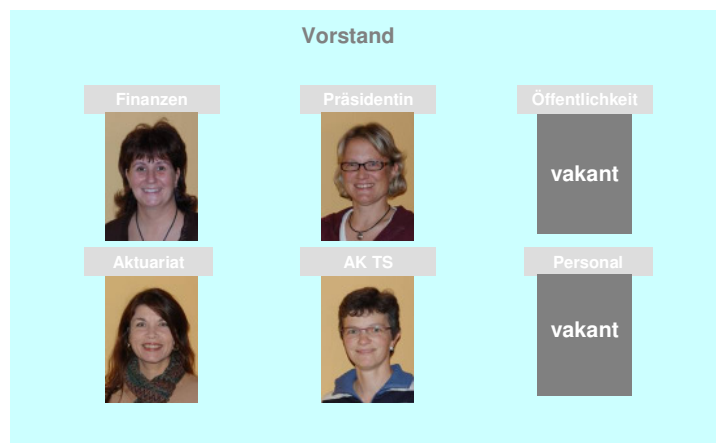 Vorstand
Finanzen
Präsidentin
Öffentlichkeit
vakant
Aktuariat
AK TS
Personal
vakant